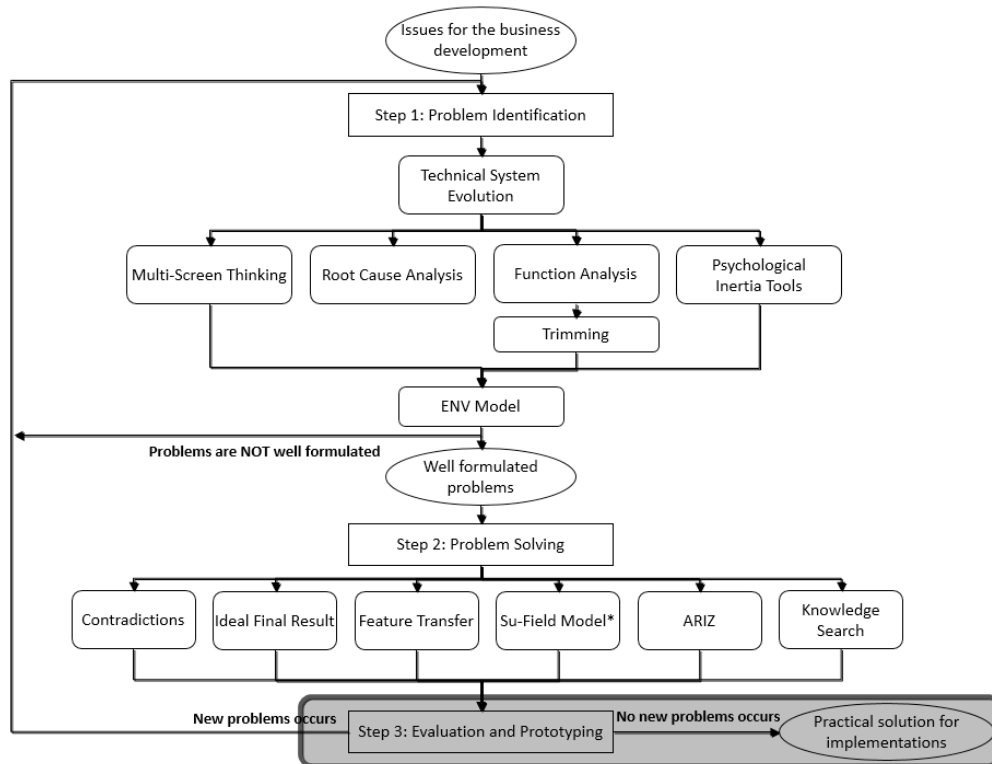 Issues for the business
development
Step 1: Problem Identification
Technical System
Evolution
Multi-Screen Thinking
Root Cause Analysis
Function Analysis
Psychological
Inertia Tools
Trimming
ENV Model
Problems are NOT well formulated
Well formulated
problems
Step 2: Problem Solving
Contradictions
Ideal Final Result
Feature Transfer
Su-Field Model*
ARIZ
Knowledge
Search
New problems occurs
Step 3: Evaluation and Prototyping
No new problems occurs
Practical solution for
implementations